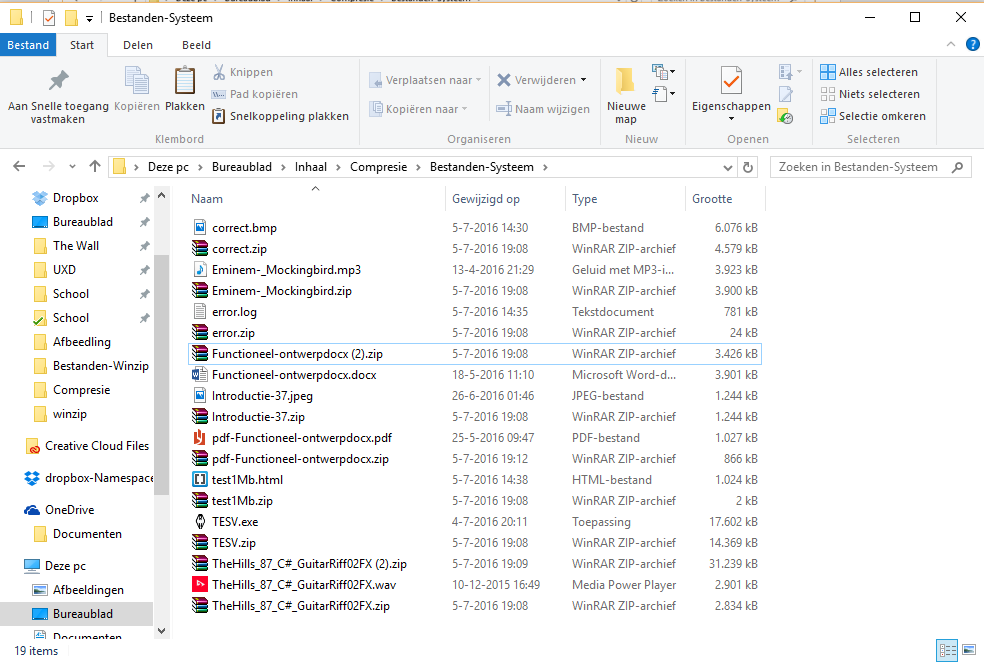 Bestanden-Systeem
Bestand Start Delen Beeld
Aan Snelle toegang vastmaken
Kopiëren
Plakken
Knippen
Pad kopiëren
Snelkoppeling plakken
Klembord
Verplaatsen naar
Kopiëren naar
Verwijderen
Naam wijzigen
Organiseren
Nieuwe map
Nieuw
Eigenschappen
Openen
Alles selecteren
Niets selecteren
Selectie omkeren
Selecteren
Deze pc > Bureaublad > Inhaal > Compresie > Bestanden-Systeem >
Zoeken in Bestanden-Systeem
Dropbox
Bureaublad
The Wall
UXD
School
School
Afbeedling
Bestanden-Winzip
Compresie
winzip
Creative Cloud Files
dropbox-Namespace
OneDrive
Documenten
Deze pc
Afbeeldingen
Bureaublad
Documenten
Naam Gewijzigd op Type Grootte
correct.bmp 5-7-2016 14:30 BMP-bestand 6.076 kB
correct.zip 5-7-2016 19:08 WinRAR ZIP-archief 4.579 kB
Eminem-_Mockingbird.mp3 13-4-2016 21:29 Geluid met MP3-i... 3.923 kB
Eminem-_Mockingbird.zip 5-7-2016 19:08 WinRAR ZIP-archief 3.900 kB
error.log 5-7-2016 14:35 Tekstdocument 781 kB
error.zip 5-7-2016 19:08 WinRAR ZIP-archief 24 kB
Functioneel-ontwerpdocx (2).zip 5-7-2016 19:08 WinRAR ZIP-archief 3.426 kB
Functioneel-ontwerpdocx.docx 18-5-2016 11:10 Microsoft Word-d... 3.901 kB
Introductie-37.jpeg 26-6-2016 01:46 JPEG-bestand 1.244 kB
Introductie-37.zip 5-7-2016 19:08 WinRAR ZIP-archief 1.244 kB
pdf-Functioneel-ontwerpdocx.pdf 25-5-2016 09:47 PDF-bestand 1.027 kB
pdf-Functioneel-ontwerpdocx.zip 5-7-2016 19:12 WinRAR ZIP-archief 866 kB
test1Mb.html 5-7-2016 14:38 HTML-bestand 1.024 kB
test1Mb.zip 5-7-2016 19:08 WinRAR ZIP-archief 2 kB
TESV.exe 4-7-2016 20:11 Toepassing 17.602 kB
TESV.zip 5-7-2016 19:08 WinRAR ZIP-archief 14.369 kB
TheHills_87_C#_GuitarRiff02FX (2).zip 5-7-2016 19:09 WinRAR ZIP-archief 31.239 kB
TheHills_87_C#_GuitarRiff02FX.wav 10-12-2015 16:49 Media Power Player 2.901 kB
TheHills_87_C#_GuitarRiff02FX.zip 5-7-2016 19:08 WinRAR ZIP-archief 2.834 kB
19 items